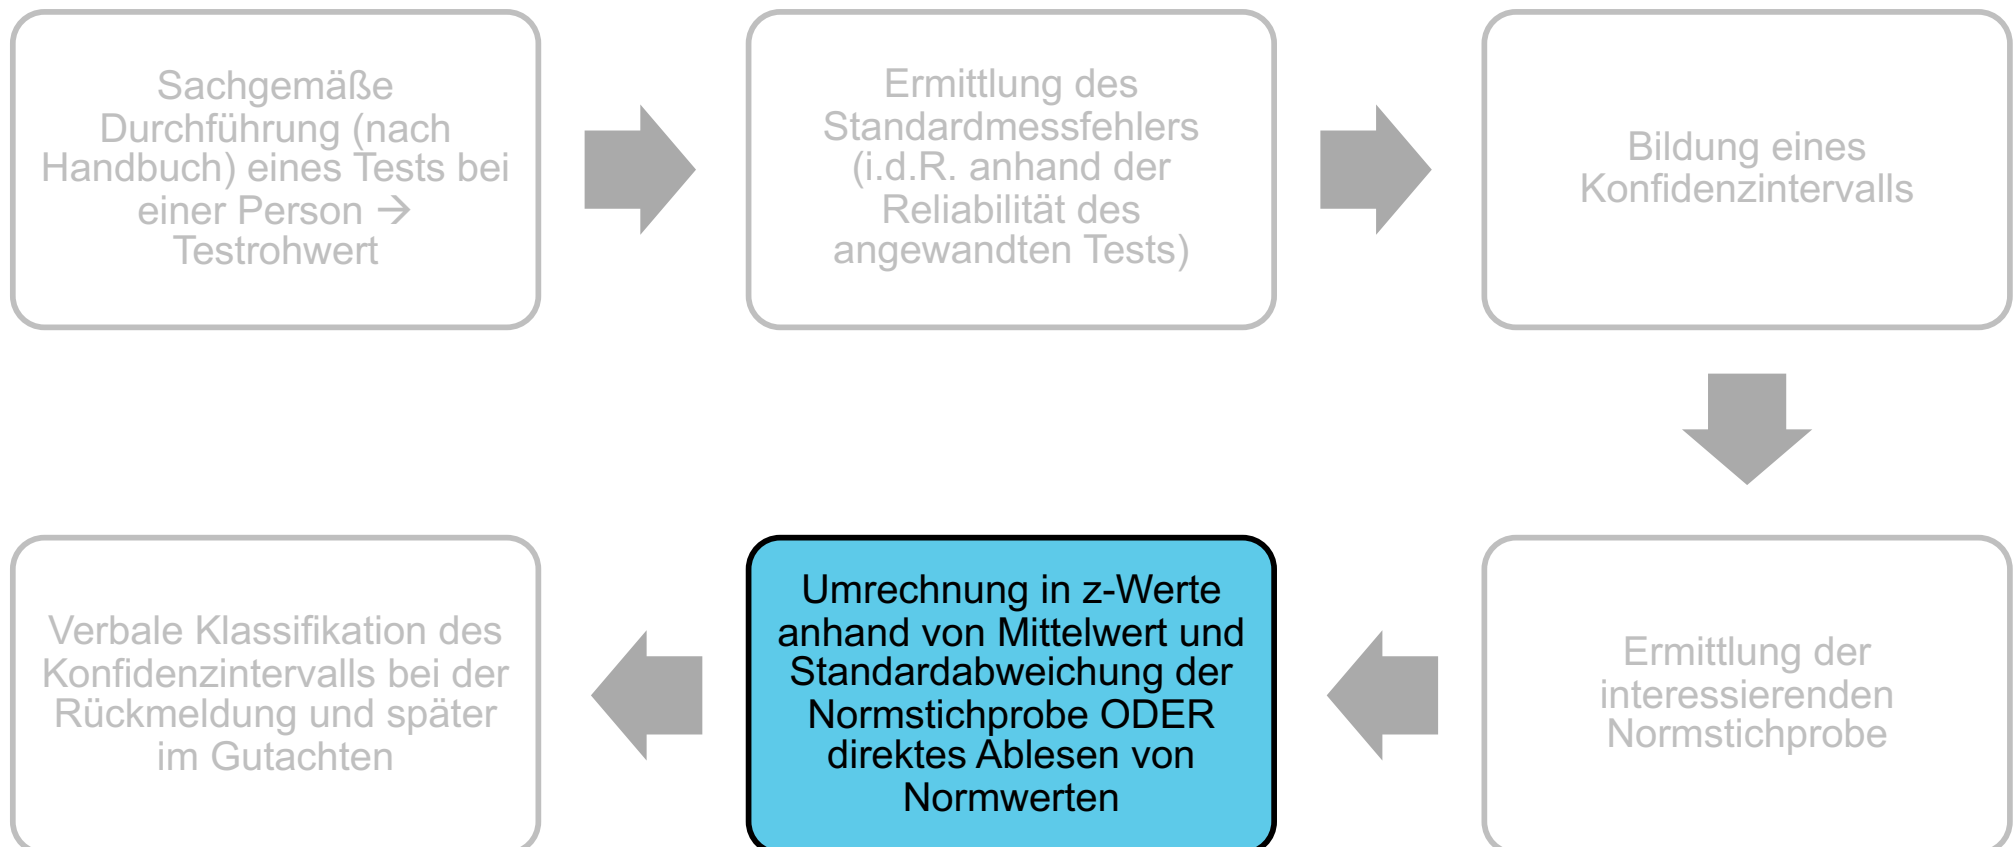 Sachgemäße
Durchführung (nach
Handbuch) eines Tests bei
einer Person →
Testrohwert
Ermittlung des
Standardmessfehlers
(i.d.R. anhand der
Reliabilität des
angewandten Tests)
Bildung eines
Konfidenzintervalls
Ermittlung der
interessierenden
Normstichprobe
Umrechnung in z-Werte
anhand von Mittelwert und
Standardabweichung der
Normstichprobe ODER
direktes Ablesen von
Normwerten
Verbale Klassifikation des
Konfidenzintervalls bei der
Rückmeldung und später
im Gutachten